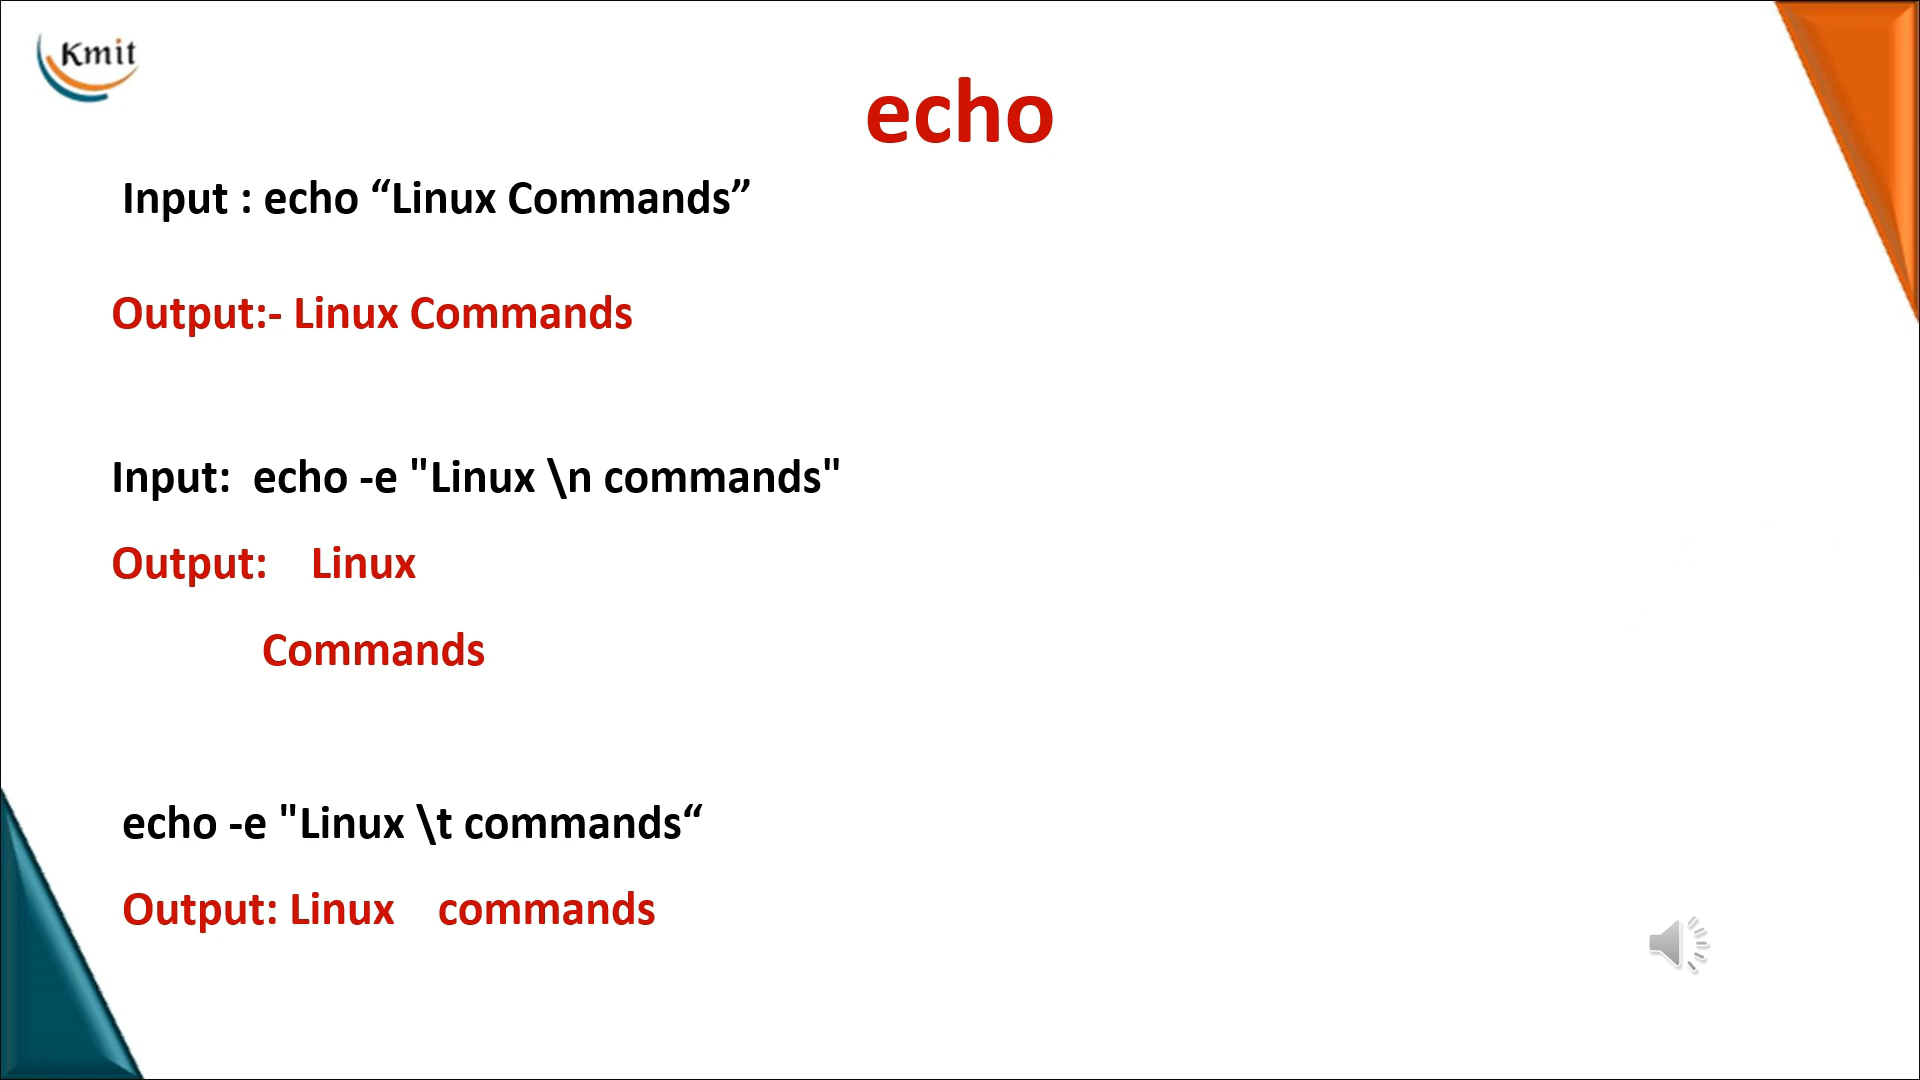 Kmit
echo
Input : echo “Linux Commands”
Output:- Linux Commands
Input:  echo -e "Linux \n commands"
Output:    Linux
Commands
echo -e "Linux \t commands“
Output: Linux    commands